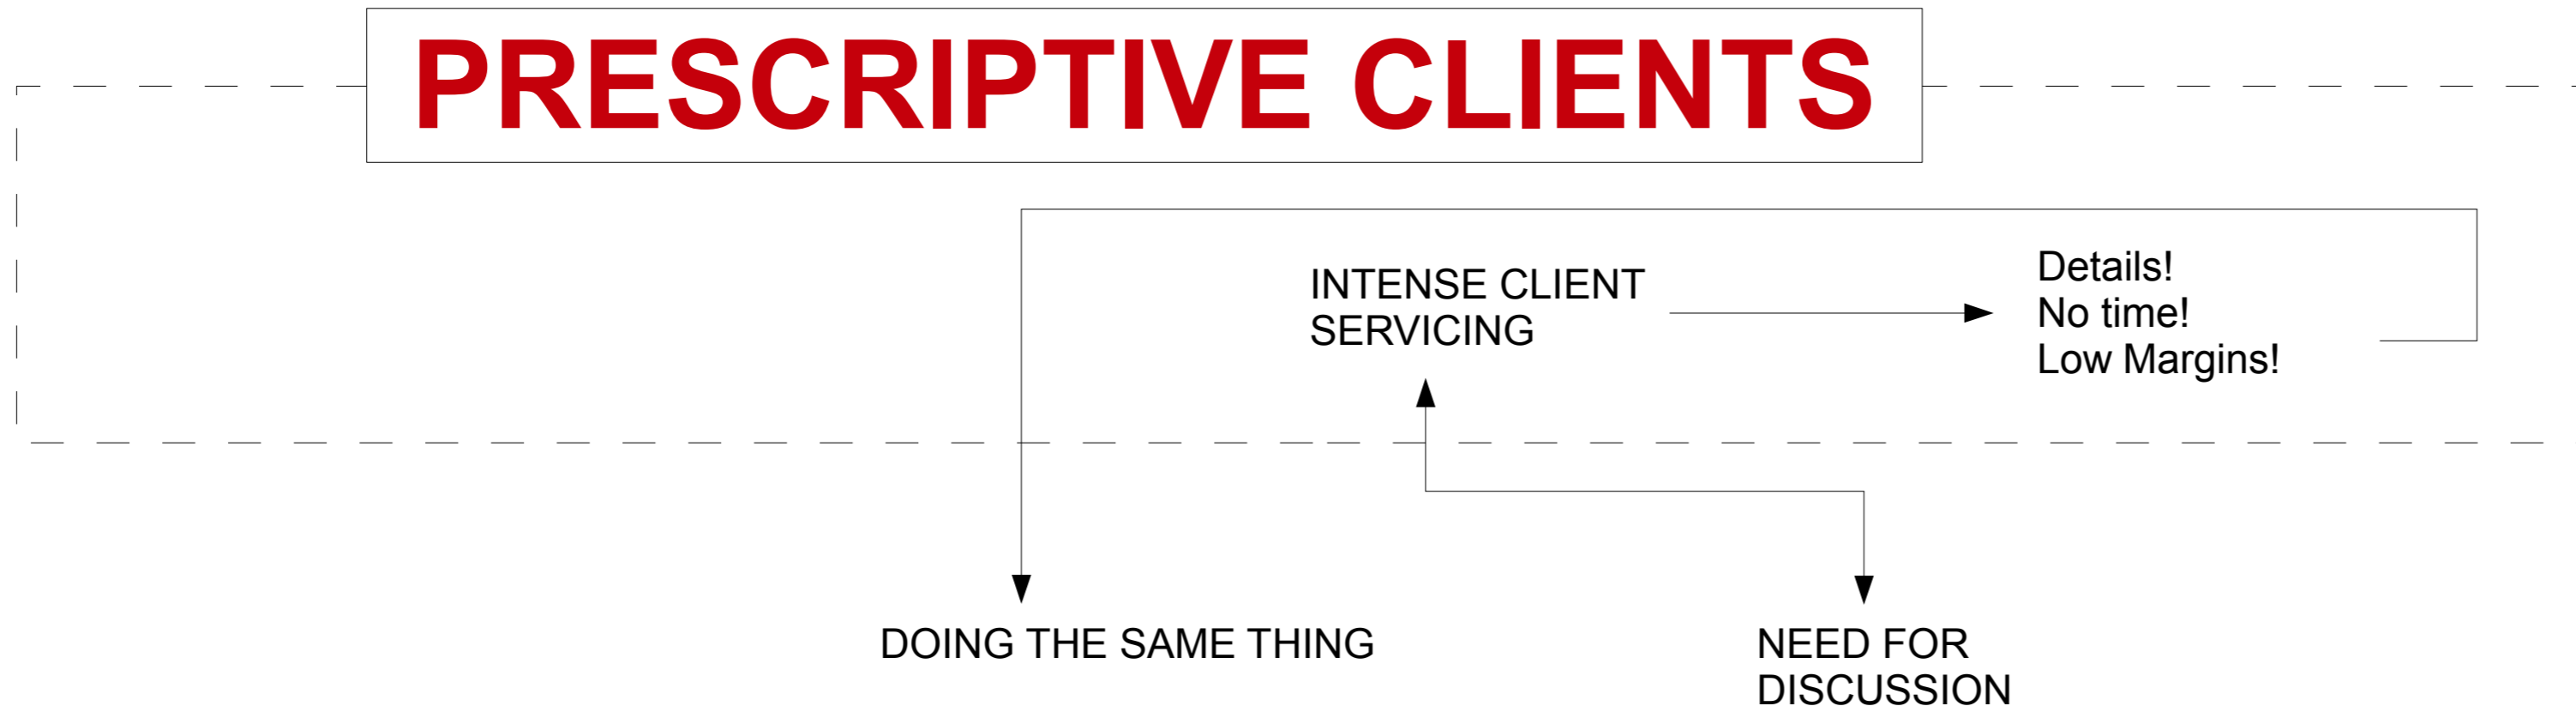 PRESCRIPTIVE CLIENTS
INTENSE CLIENT
SERVICING
Details!
No time!
Low Margins!
DOING THE SAME THING
NEED FOR
DISCUSSION